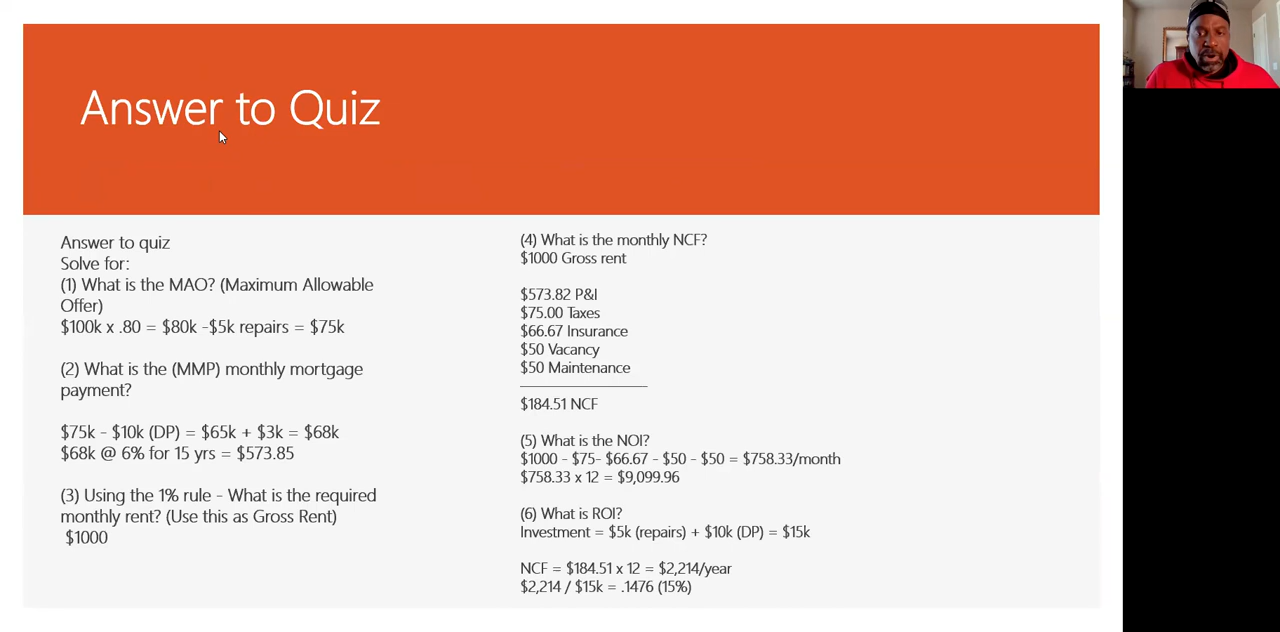 Answer to Quiz
Answer to quiz
Solve for:
(1) What is the MAO? (Maximum Allowable
Offer)
$100k x .80 = $80k -$5k repairs = $75k
(2) What is the (MMP) monthly mortgage
payment?
$75k - $10k (DP) = $65k + $3k = $68k
$68k @ 6% for 15 yrs = $573.85
(3) Using the 1% rule - What is the required
monthly rent? (Use this as Gross Rent)
$1000
(4) What is the monthly NCF?
$1000 Gross rent
$573.82 P&I
$75.00 Taxes
$66.67 Insurance
$50 Vacancy
$50 Maintenance
$184.51 NCF
(5) What is the NOI?
$1000 - $75- $66.67 - $50 - $50 = $758.33/month
$758.33 x 12 = $9,099.96
(6) What is ROI?
Investment = $5k (repairs) + $10k (DP) = $15k
NCF = $184.51 x 12 = $2,214/year
$2,214 / $15k = .1476 (15%)